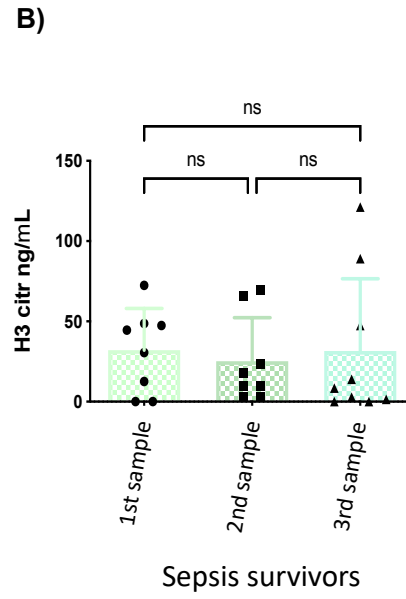 B)
ns
ns
ns
150
100
50
0
H3 citr ng/mL
1st sample
2nd sample
3rd sample
Sepsis survivors